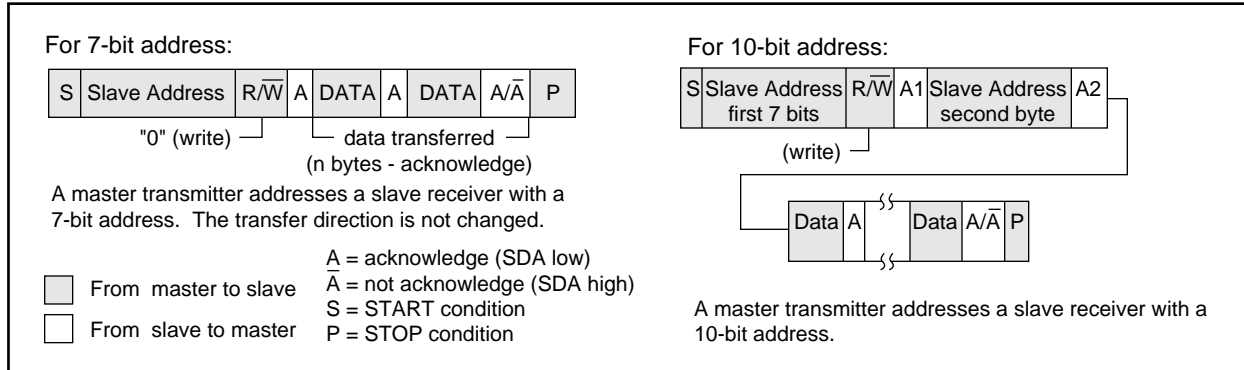 For 7-bit address:
S Slave Address R/W̅ A DATA A DATA A/A̅ P
"0" (write) data transferred
(n bytes - acknowledge)
A master transmitter addresses a slave receiver with a
7-bit address. The transfer direction is not changed.
From master to slave
From slave to master
A = acknowledge (SDA low)
A̅ = not acknowledge (SDA high)
S = START condition
P = STOP condition
For 10-bit address:
S Slave Address R/W̅ A1 Slave Address A2
first 7 bits second byte
(write)
Data A Data A/A̅ P
A master transmitter addresses a slave receiver with a
10-bit address.